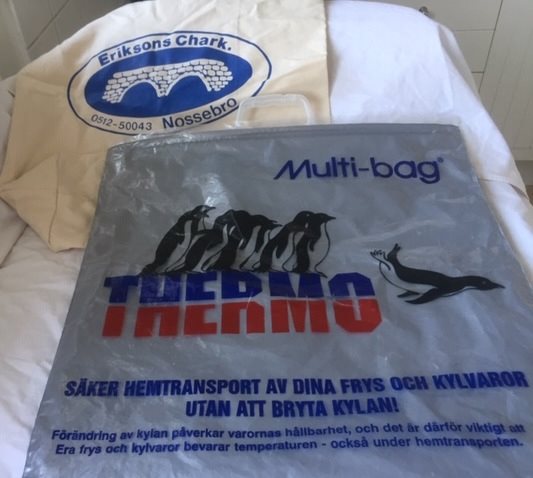 Eriksons Chark.
0512-50043 Nossebro
Multi-bag®
THERMO
SÄKER HEMTRANSPORT AV DINA FRYS OCH KYLVAROR
UTAN ATT BRYTA KYLAN!
Förändring av kylan påverkar varornas hållbarhet, och det är därför viktigt att
Era frys och kylvaror bevarar temperaturen - också under hemtransporten.